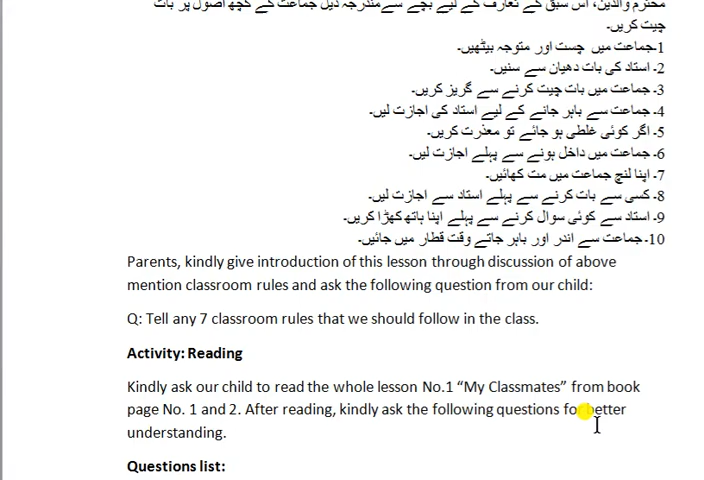 محترم والدین، اس سبق کے تعارف کے لیے بچے سےمندرجہ ذیل جماعت کے کچھ اصول پر بات
چیت کریں۔
1-جماعت میں چست اور متوجہ بیٹھیں۔
2۔ استاد کی بات دھیان سے سنیں۔
3۔ جماعت میں بات چیت کرنے سے گریز کریں۔
4۔ جماعت سے باہر جانے کے لیے استاد کی اجازت لیں۔
5۔ اگر کوئی غلطی ہو جائے تو معذرت کریں۔
6۔ جماعت میں داخل ہونے سے پہلے اجازت لیں۔
7۔ اپنا لنچ جماعت میں مت کھائیں۔
8۔ کسی سے بات کرنے سے پہلے استاد سے اجازت لیں۔
9۔ استاد سے کوئی سوال کرنے سے پہلے اپنا ہاتھ کھڑا کریں۔
10۔جماعت سے اندر اور باہر جاتے وقت قطار میں جائیں۔
Parents, kindly give introduction of this lesson through discussion of above
mention classroom rules and ask the following question from our child:
Q: Tell any 7 classroom rules that we should follow in the class.
Activity: Reading
Kindly ask our child to read the whole lesson No.1 “My Classmates” from book
page No. 1 and 2. After reading, kindly ask the following questions for better
understanding.
Questions list: